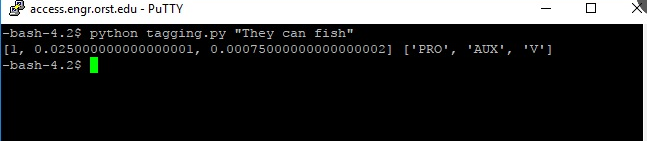 access.engr.orst.edu - PuTTY
-bash-4.2$ python tagging.py "They can fish"
[1, 0.025000000000000001, 0.00075000000000000002] ['PRO', 'AUX', 'V']
-bash-4.2$